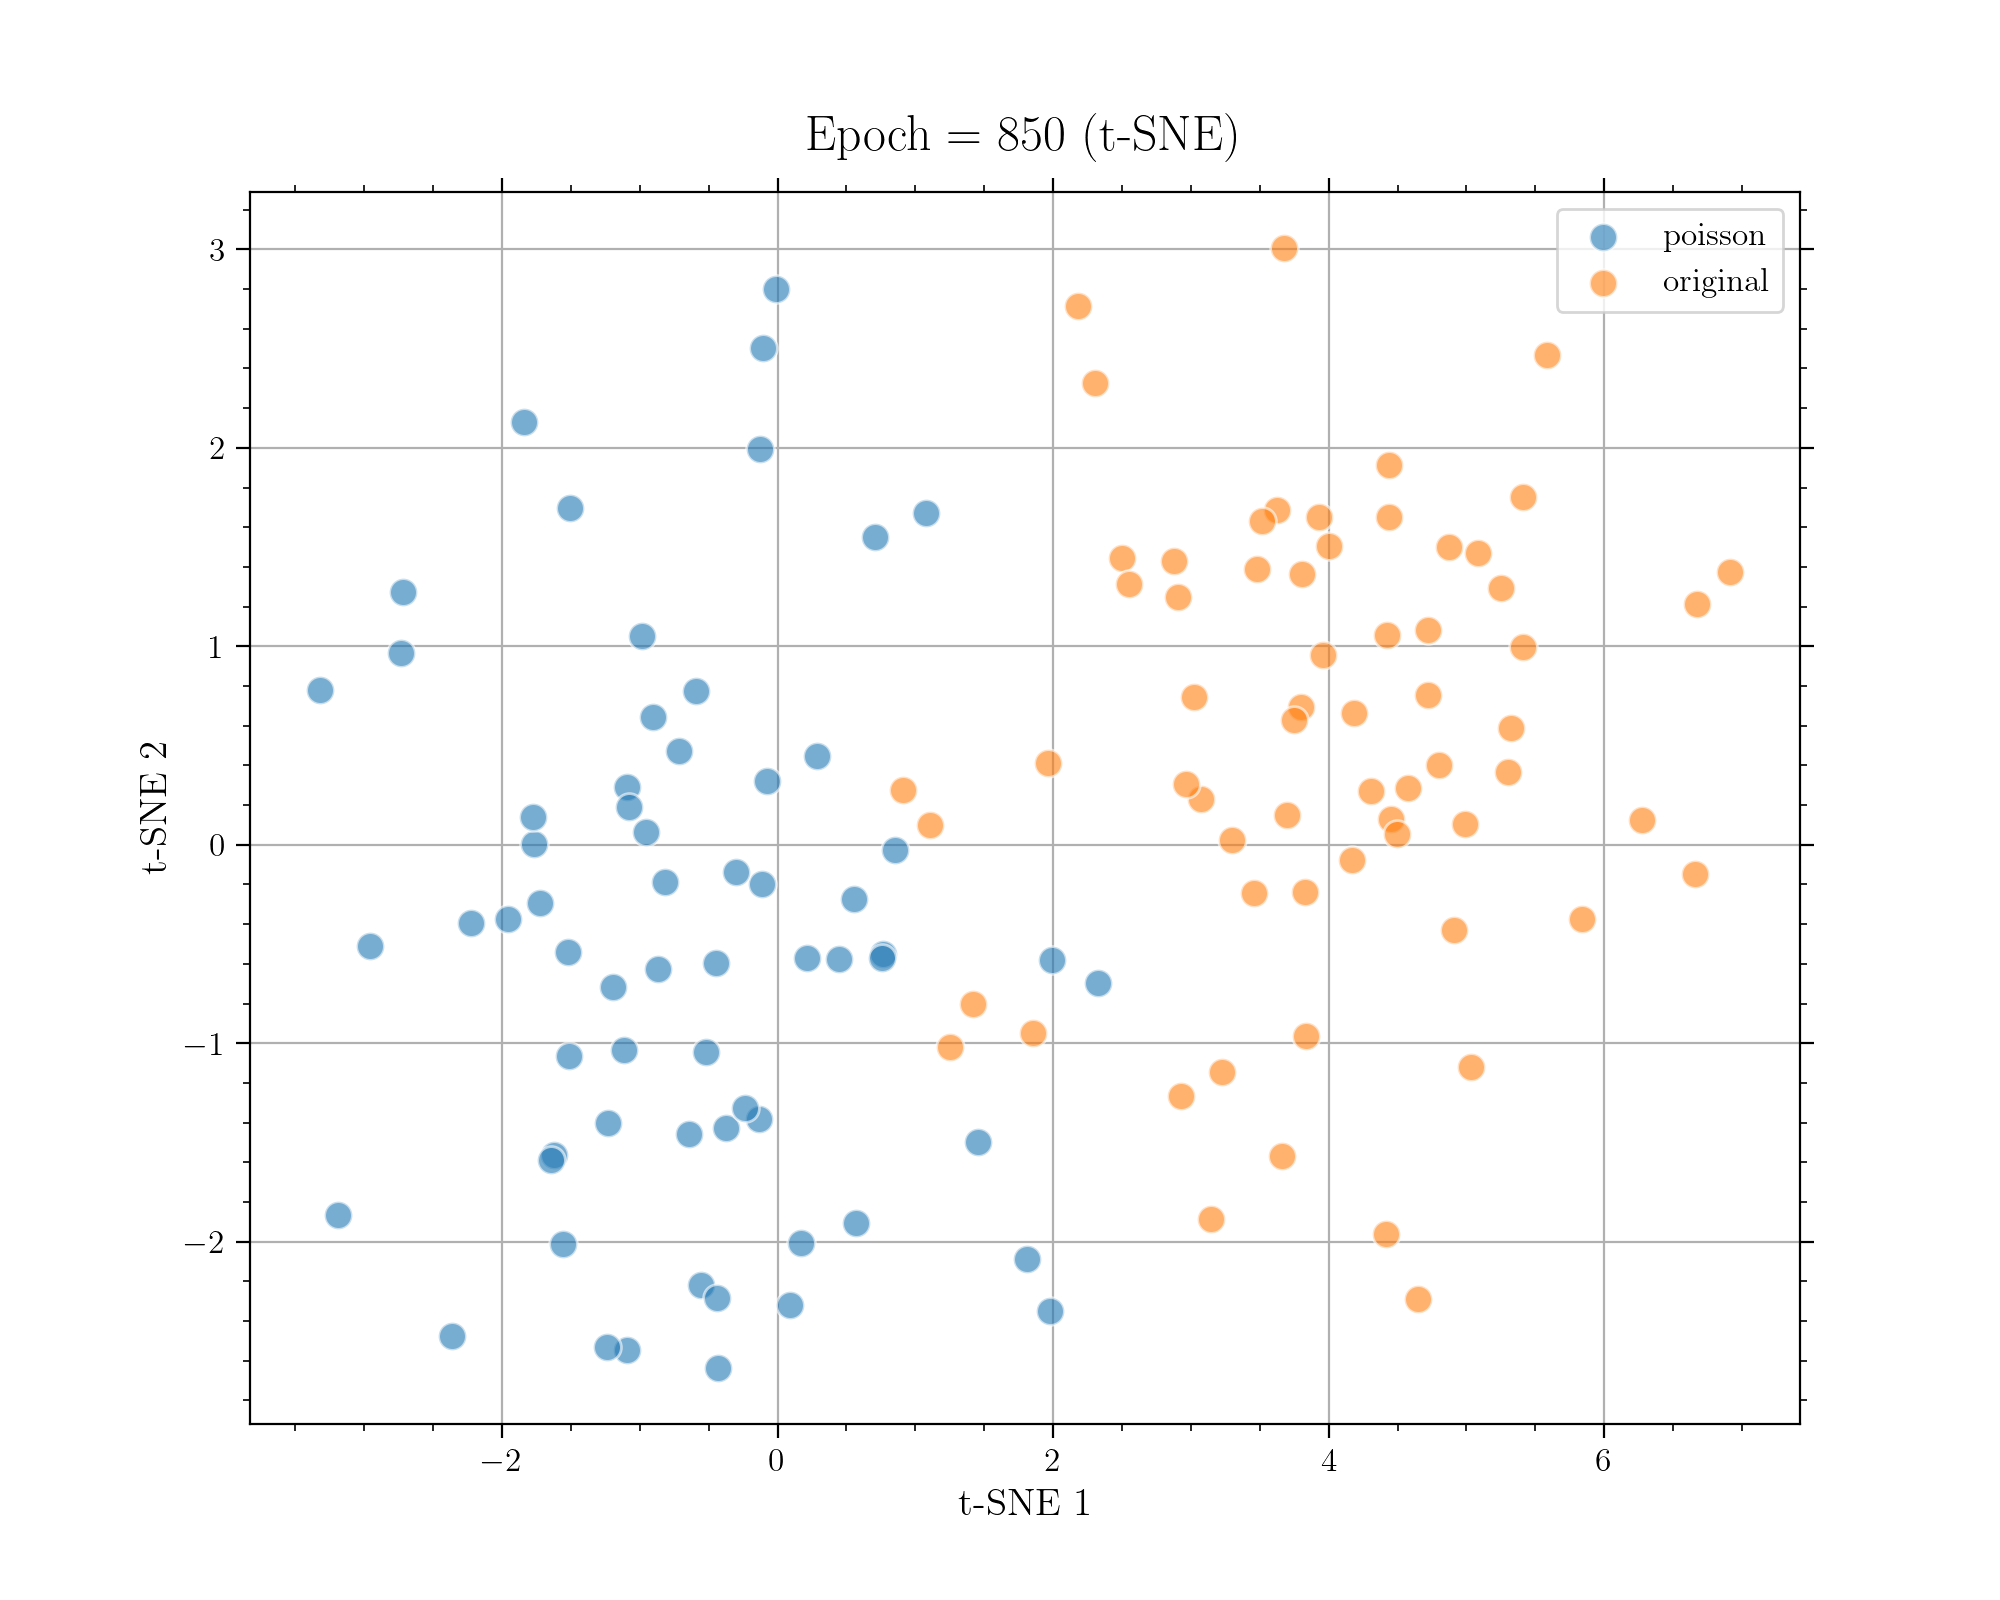 Epoch = 850 (t-SNE)
poisson
original
3
2
1
0
−1
−2
t-SNE 2
−2
0
2
4
6
t-SNE 1